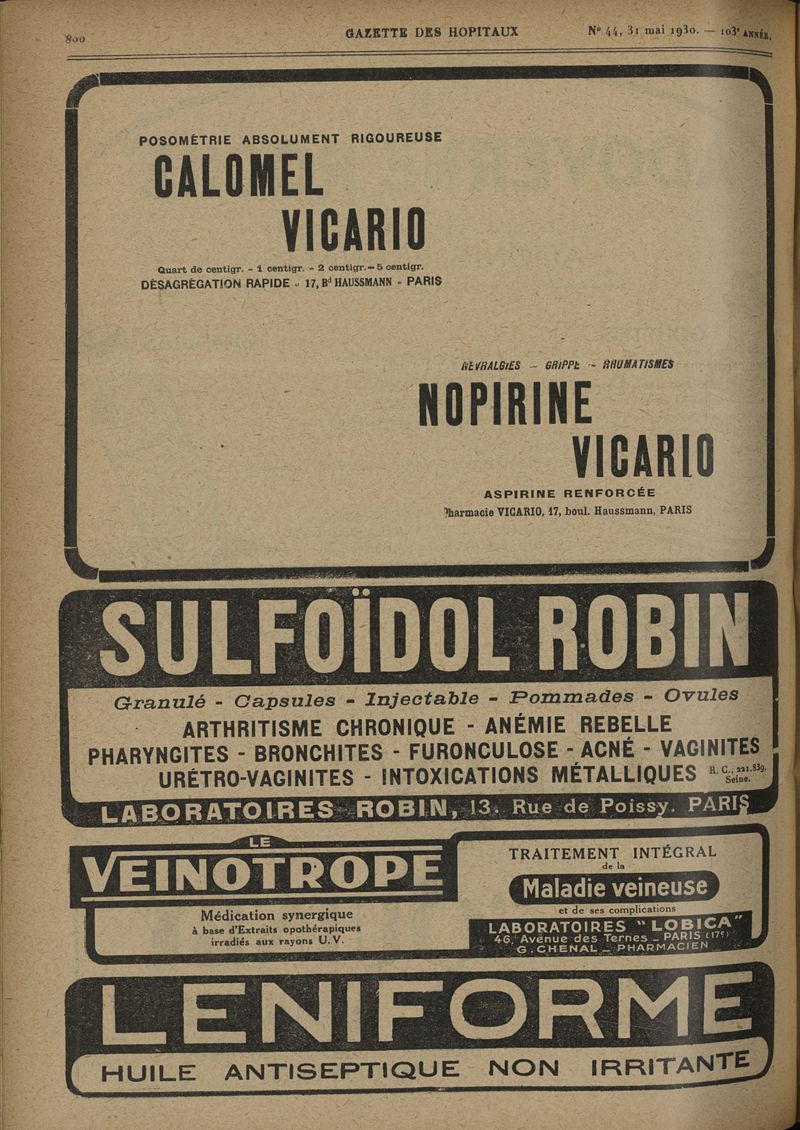 800
GAZETTE DES HOPITAUX
Nº 44, 31 mai 1930. — 103e ANNÉE.
POSOMÉTRIE ABSOLUMENT RIGOUREUSE
CALOMEL
VICARIO
Quart de centigr. - 1 centigr. - 2 centigr. - 5 centigr.
DÉSAGRÉGATION RAPIDE - 17, Bd HAUSSMANN - PARIS
NÉVRALGIES - GRIPPE - RHUMATISMES
NOPIRINE
VICARIO
ASPIRINE RENFORCÉE
Pharmacie VICARIO, 17, boul. Haussmann, PARIS
SULFOÏDOL ROBIN
Granulé - Capsules - Injectable - Pommades - Ovules
ARTHRITISME CHRONIQUE - ANÉMIE REBELLE
PHARYNGITES - BRONCHITES - FURONCULOSE - ACNÉ - VAGINITES
URÉTRO-VAGINITES - INTOXICATIONS MÉTALLIQUES R. C., 221.839, Seine.
LABORATOIRES ROBIN, 13, Rue de Poissy. PARIS
LE
VEINOTROPE
Médication synergique
à base d'Extraits opothérapiques
irradiés aux rayons U.V.
TRAITEMENT INTÉGRAL
de la
Maladie veineuse
et de ses complications
LABORATOIRES "LOBICA"
46, Avenue des Ternes - PARIS (17e)
G. CHENAL - PHARMACIEN
LENIFORME
HUILE ANTISEPTIQUE NON IRRITANTE